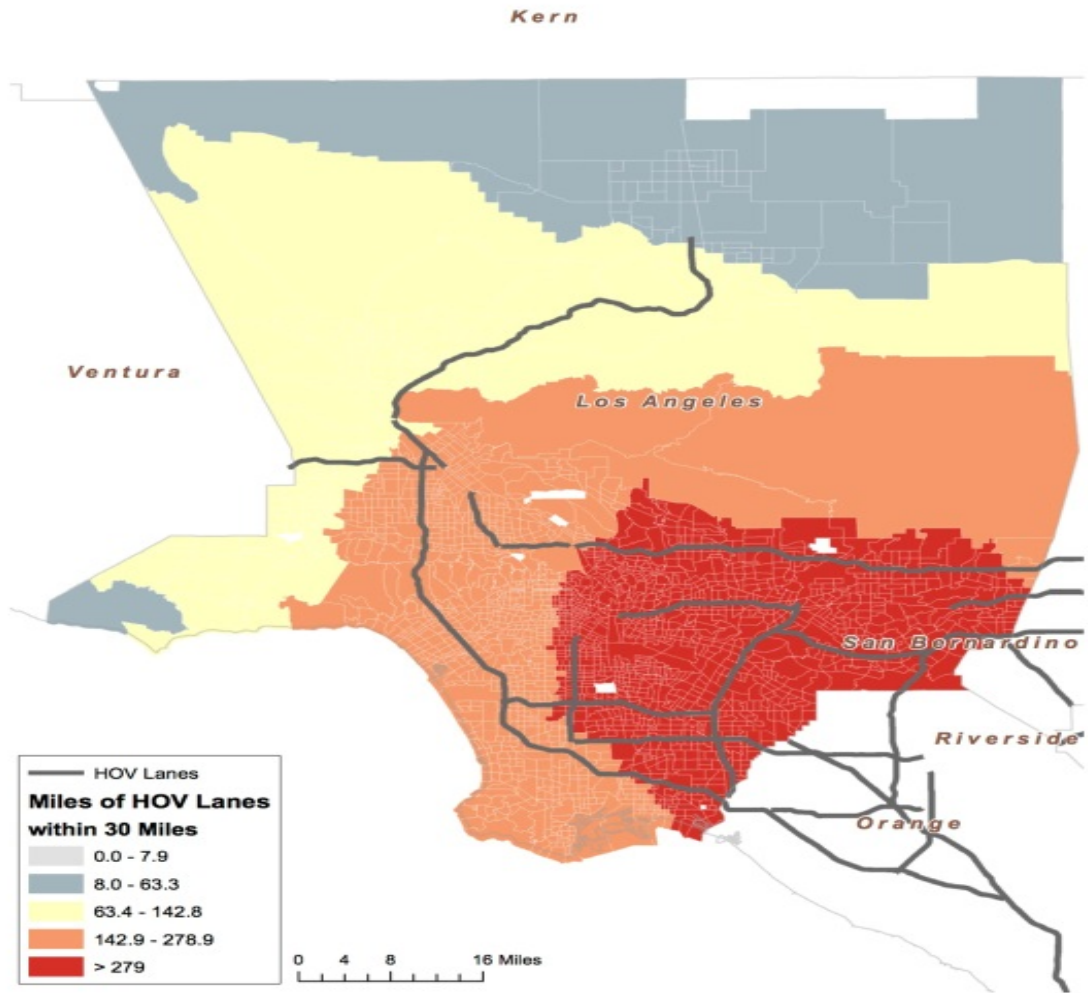 Kern
Ventura
Los Angeles
San Bernardino
Riverside
Orange
HOV Lanes
Miles of HOV Lanes
within 30 Miles
0.0 - 7.9
8.0 - 63.3
63.4 - 142.8
142.9 - 278.9
> 279
0 4 8 16 Miles